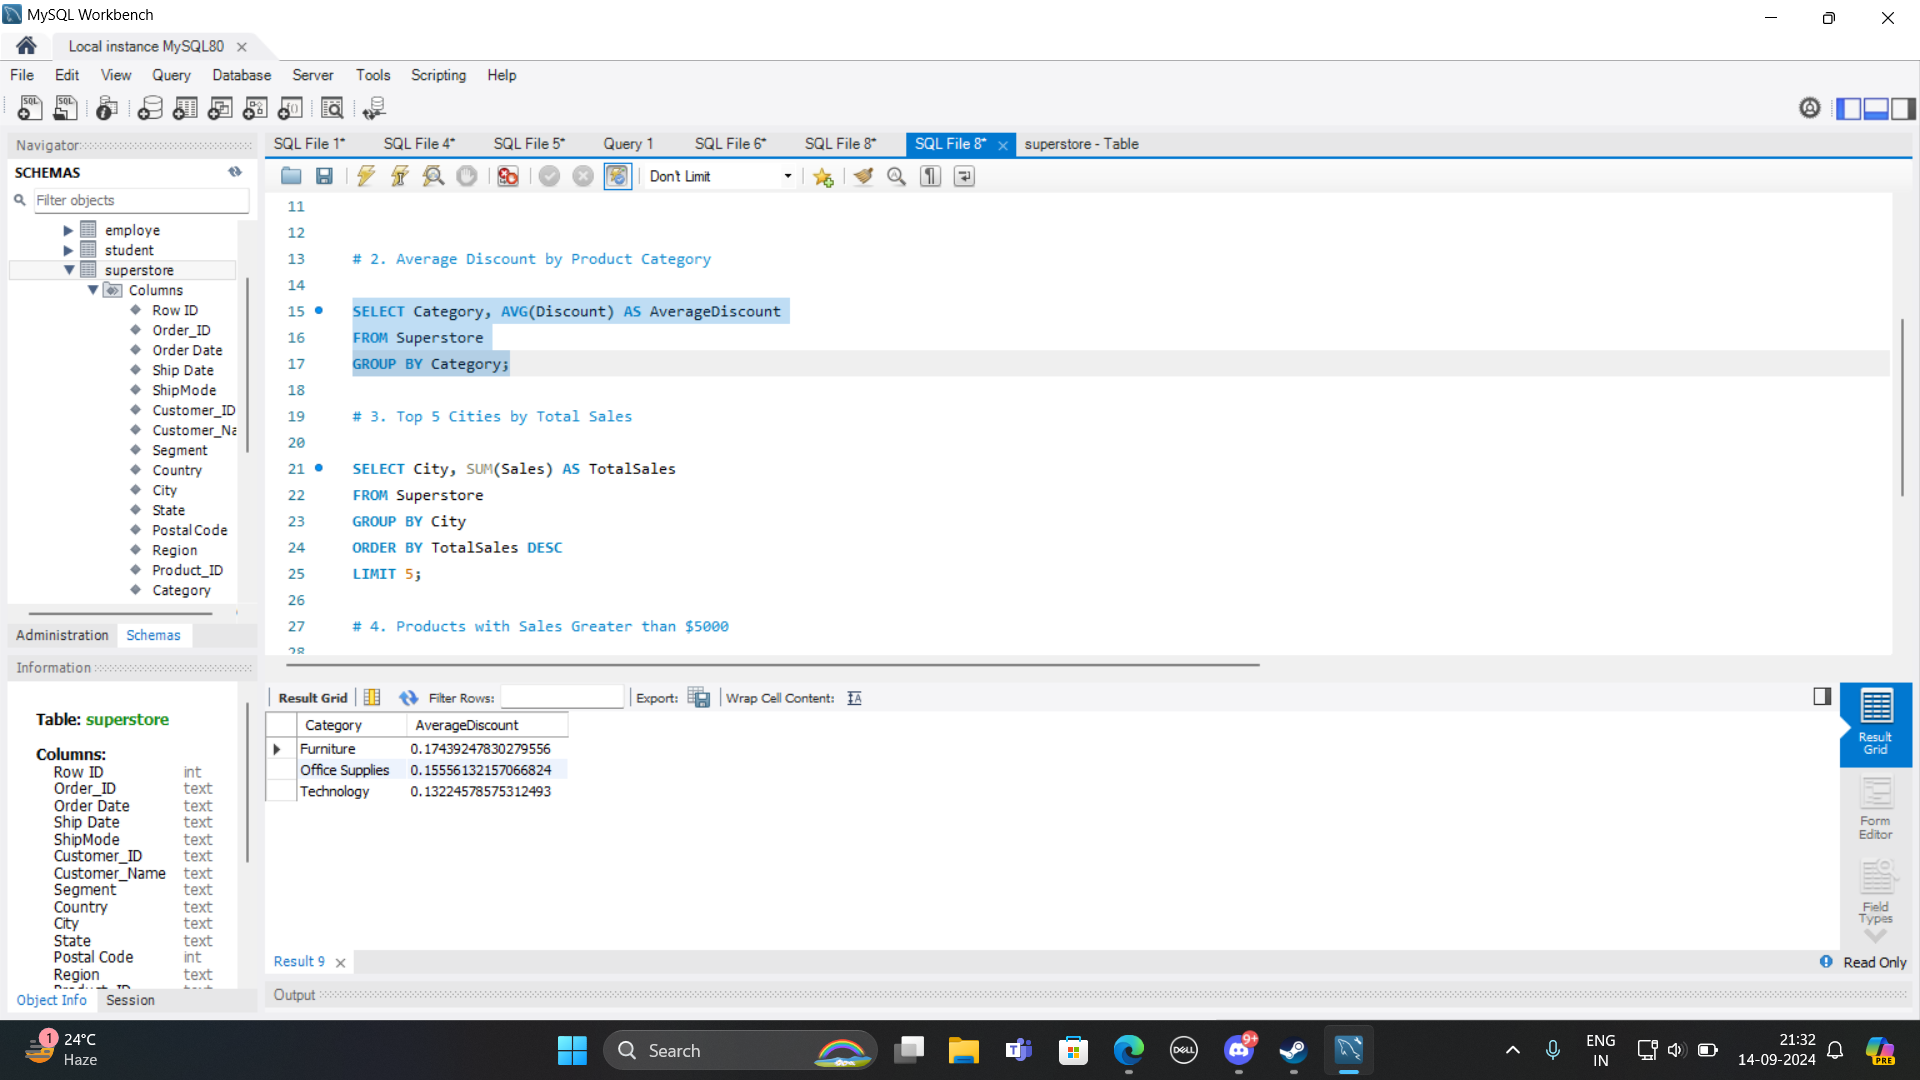 MySQL Workbench
Local instance MySQL80
File Edit View Query Database Server Tools Scripting Help
Navigator
SCHEMAS
Filter objects
employe
student
superstore
Columns
Row ID
Order_ID
Order Date
Ship Date
ShipMode
Customer_ID
Customer_Na
Segment
Country
City
State
Postal Code
Region
Product_ID
Category
Administration Schemas
Information
Table: superstore
Columns:
Row ID int
Order_ID text
Order Date text
Ship Date text
ShipMode text
Customer_ID text
Customer_Name text
Segment text
Country text
City text
State text
Postal Code int
Region text
Product_ID text
Object Info Session
SQL File 1* SQL File 4* SQL File 5* Query 1 SQL File 6* SQL File 8* SQL File 8* superstore - Table
Don't Limit
11
12
13 # 2. Average Discount by Product Category
14
15 SELECT Category, AVG(Discount) AS AverageDiscount
16 FROM Superstore
17 GROUP BY Category;
18
19 # 3. Top 5 Cities by Total Sales
20
21 SELECT City, SUM(Sales) AS TotalSales
22 FROM Superstore
23 GROUP BY City
24 ORDER BY TotalSales DESC
25 LIMIT 5;
26
27 # 4. Products with Sales Greater than $5000
28
Result Grid Filter Rows: Export: Wrap Cell Content:
Category AverageDiscount
Furniture 0.17439247830279556
Office Supplies 0.15556132157066824
Technology 0.13224578575312493
Result
Grid
Form
Editor
Field
Types
Result 9
Read Only
Output
1
24°C
Haze
Search
DELL
9+
ENG
IN
21:32
14-09-2024
PRE